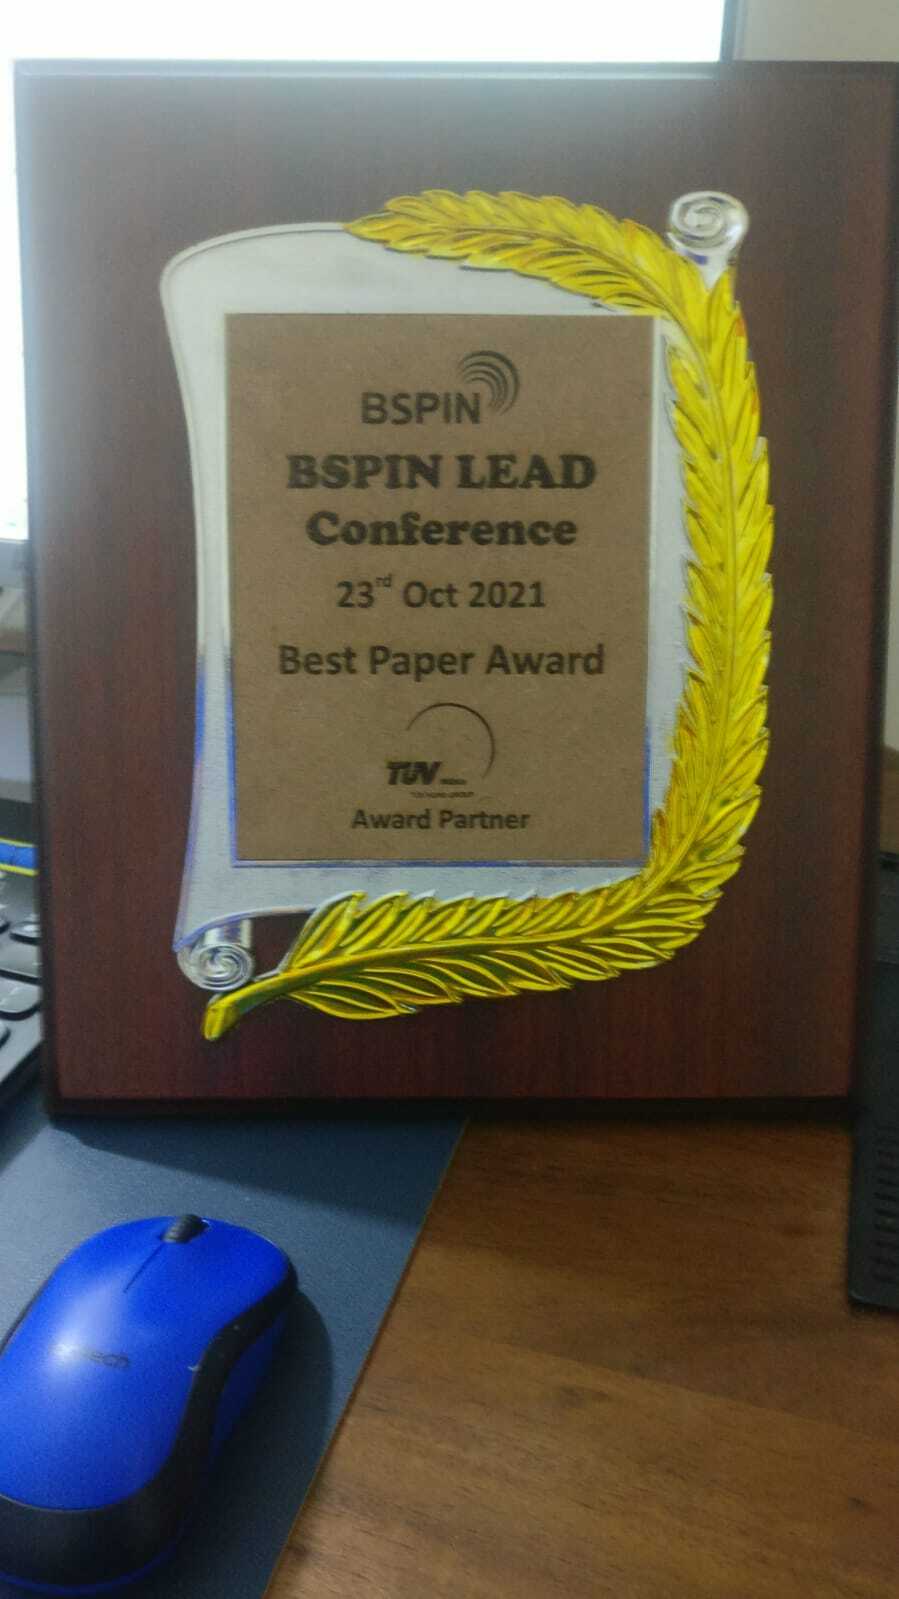 BSPIN
BSPIN LEAD
Conference
23rd Oct 2021
Best Paper Award
TUV
Award Partner